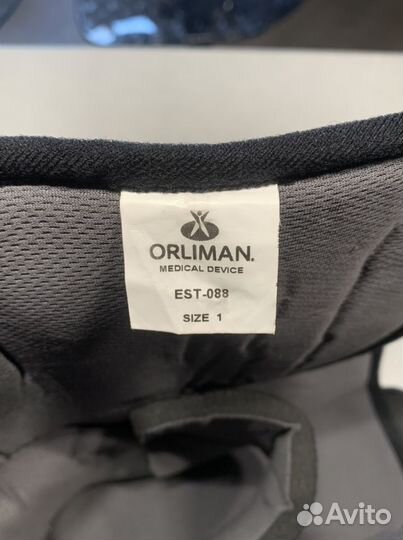 ORLIMAN.
MEDICAL DEVICE
EST-088
SIZE 1
Avito